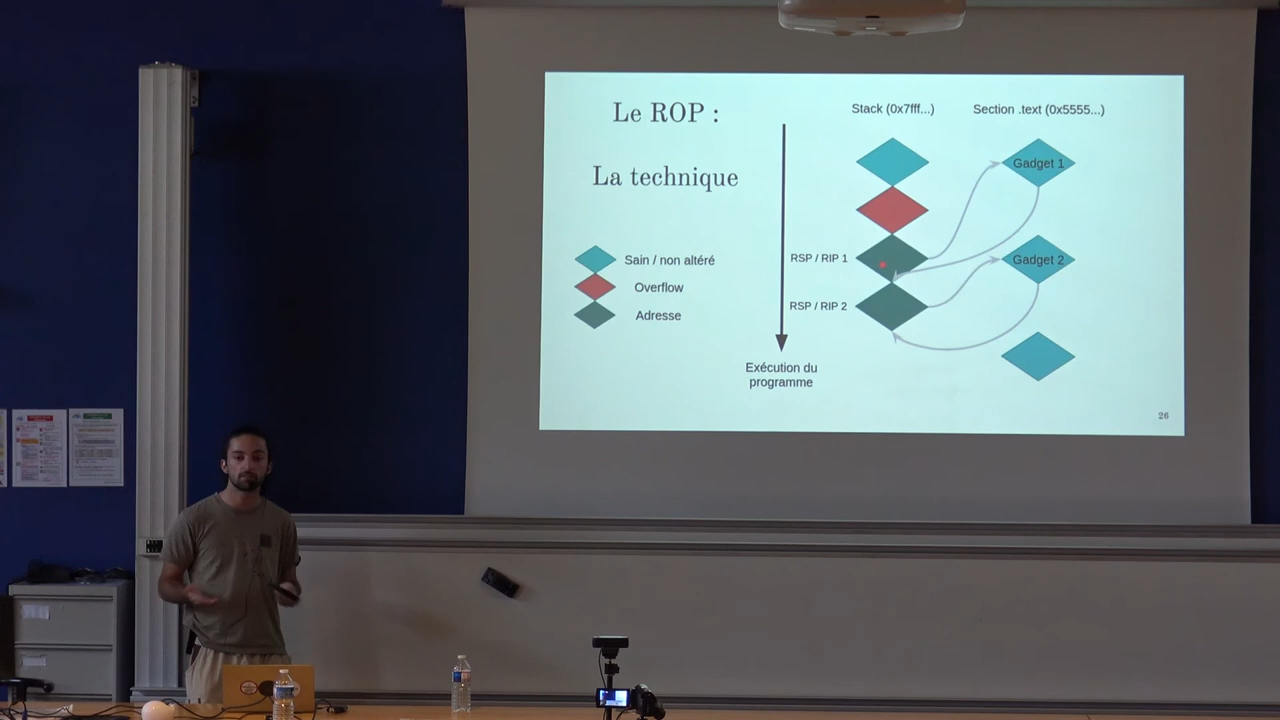 Le ROP :
La technique
Sain / non altéré
Overflow
Adresse
Exécution du
programme
Stack (0x7fff...)
Section .text (0x5555...)
RSP / RIP 1
RSP / RIP 2
Gadget 1
Gadget 2
26